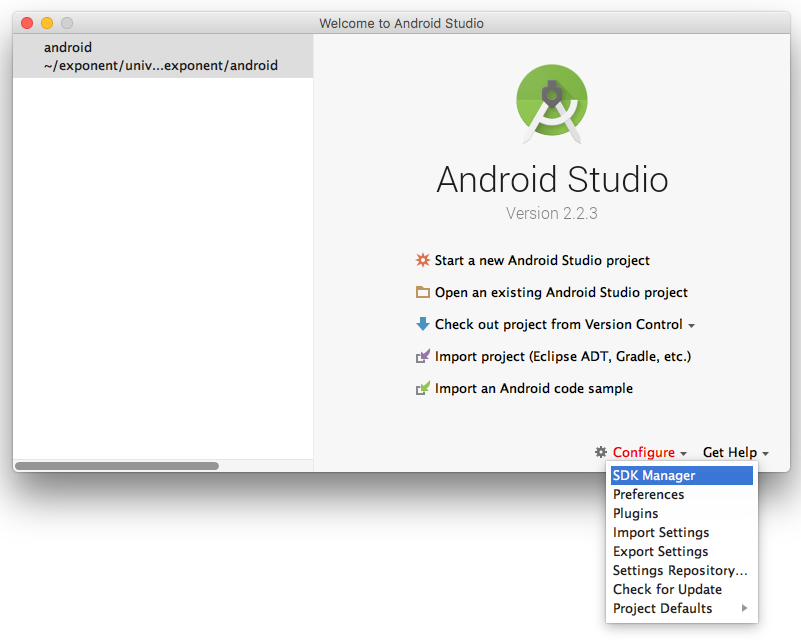 Welcome to Android Studio
android
~/exponent/univ...exponent/android
Android Studio
Version 2.2.3
Start a new Android Studio project
Open an existing Android Studio project
Check out project from Version Control
Import project (Eclipse ADT, Gradle, etc.)
Import an Android code sample
Configure Get Help
SDK Manager
Preferences
Plugins
Import Settings
Export Settings
Settings Repository...
Check for Update
Project Defaults